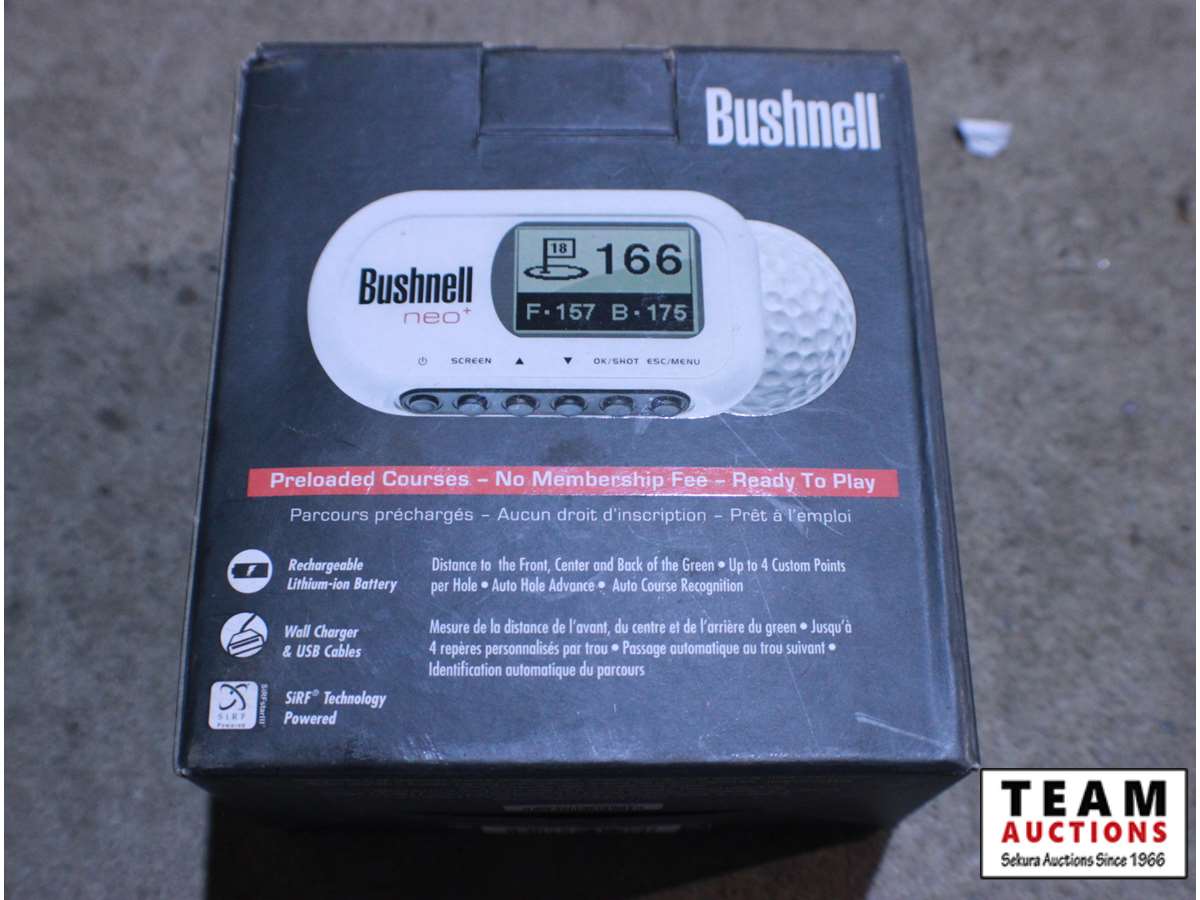 Bushnell
18 166
Bushnell
neo+
F·157 B·175
SCREEN ▲ ▼ OK/SHOT ESC/MENU
Preloaded Courses – No Membership Fee – Ready To Play
Parcours préchargés – Aucun droit d'inscription – Prêt à l'emploi
Rechargeable
Lithium-ion Battery
Distance to the Front, Center and Back of the Green • Up to 4 Custom Points
per Hole • Auto Hole Advance • Auto Course Recognition
Wall Charger
& USB Cables
Mesure de la distance de l'avant, du centre et de l'arrière du green • Jusqu'à
4 repères personnalisés par trou • Passage automatique au trou suivant •
Identification automatique du parcours
SiRF
Powered
SiRFstarIII
SiRF® Technology
Powered
TEAM
AUCTIONS
Sekura Auctions Since 1966